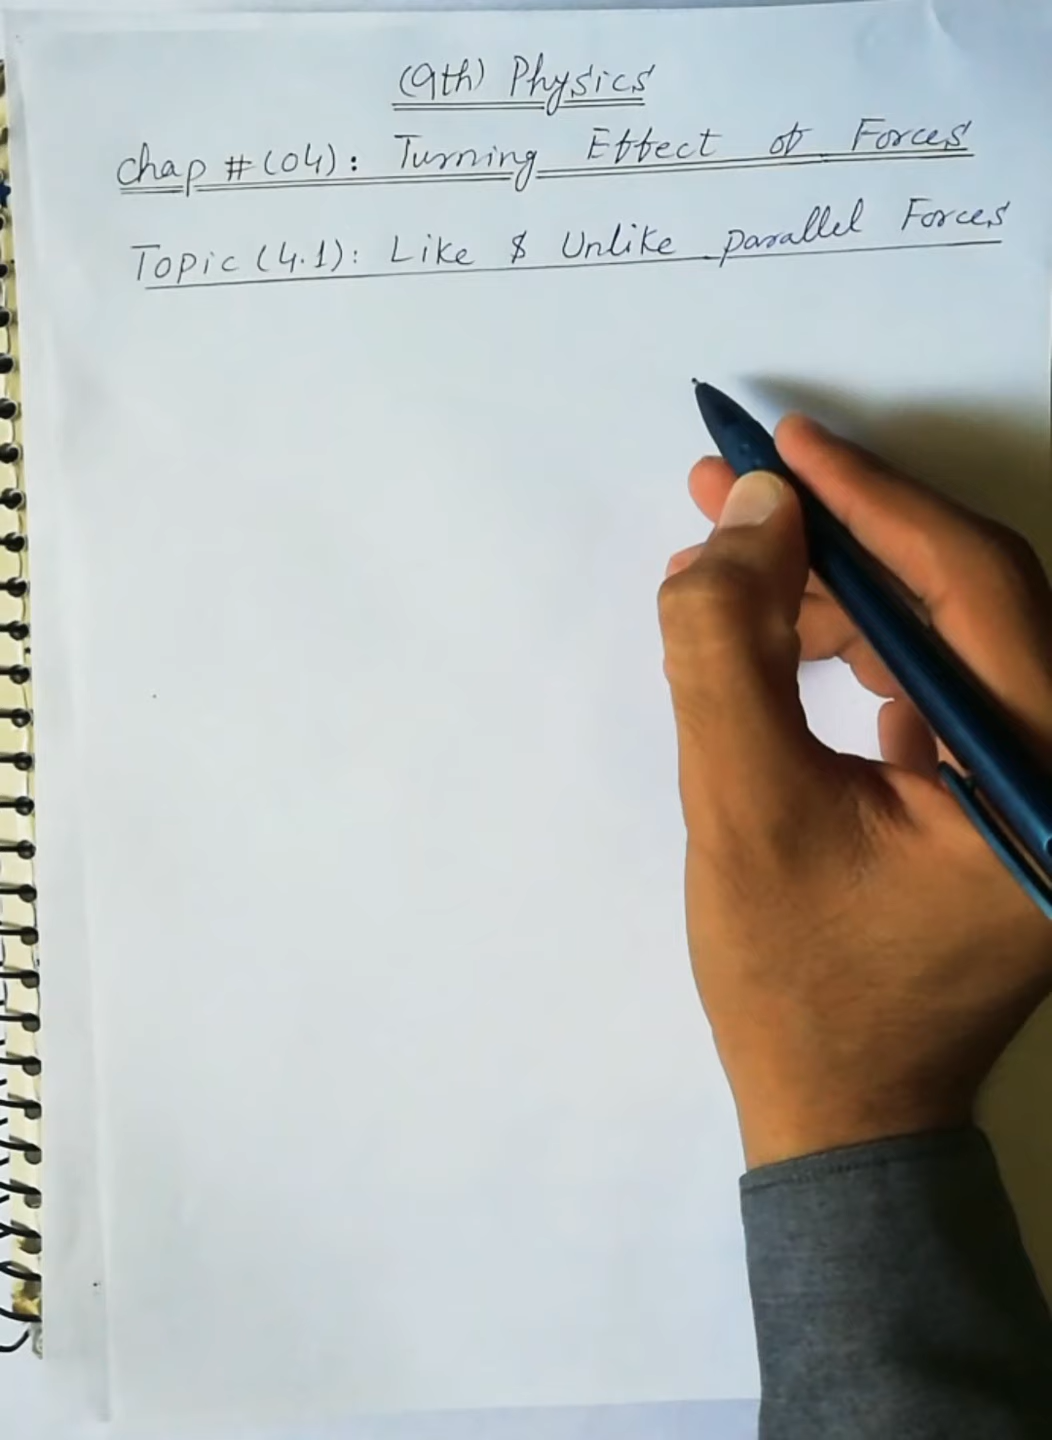 (9th) Physics
Chap #(04): Turning Effect of Forces
Topic (4.1): Like & Unlike parallel Forces